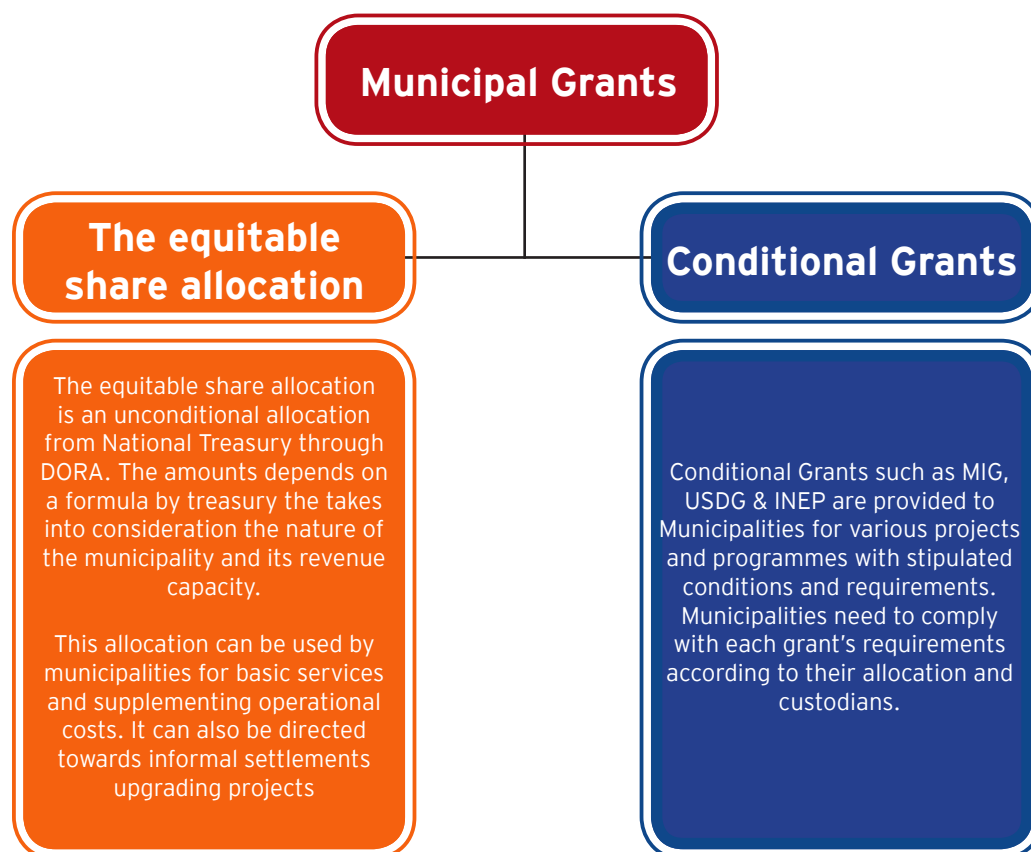 Municipal Grants
The equitable
share allocation
Conditional Grants
The equitable share allocation
is an unconditional allocation
from National Treasury through
DORA. The amounts depends on
a formula by treasury the takes
into consideration the nature of
the municipality and its revenue
capacity.
This allocation can be used by
municipalities for basic services
and supplementing operational
costs. It can also be directed
towards informal settlements
upgrading projects
Conditional Grants such as MIG,
USDG & INEP are provided to
Municipalities for various projects
and programmes with stipulated
conditions and requirements.
Municipalities need to comply
with each grant's requirements
according to their allocation and
custodians.